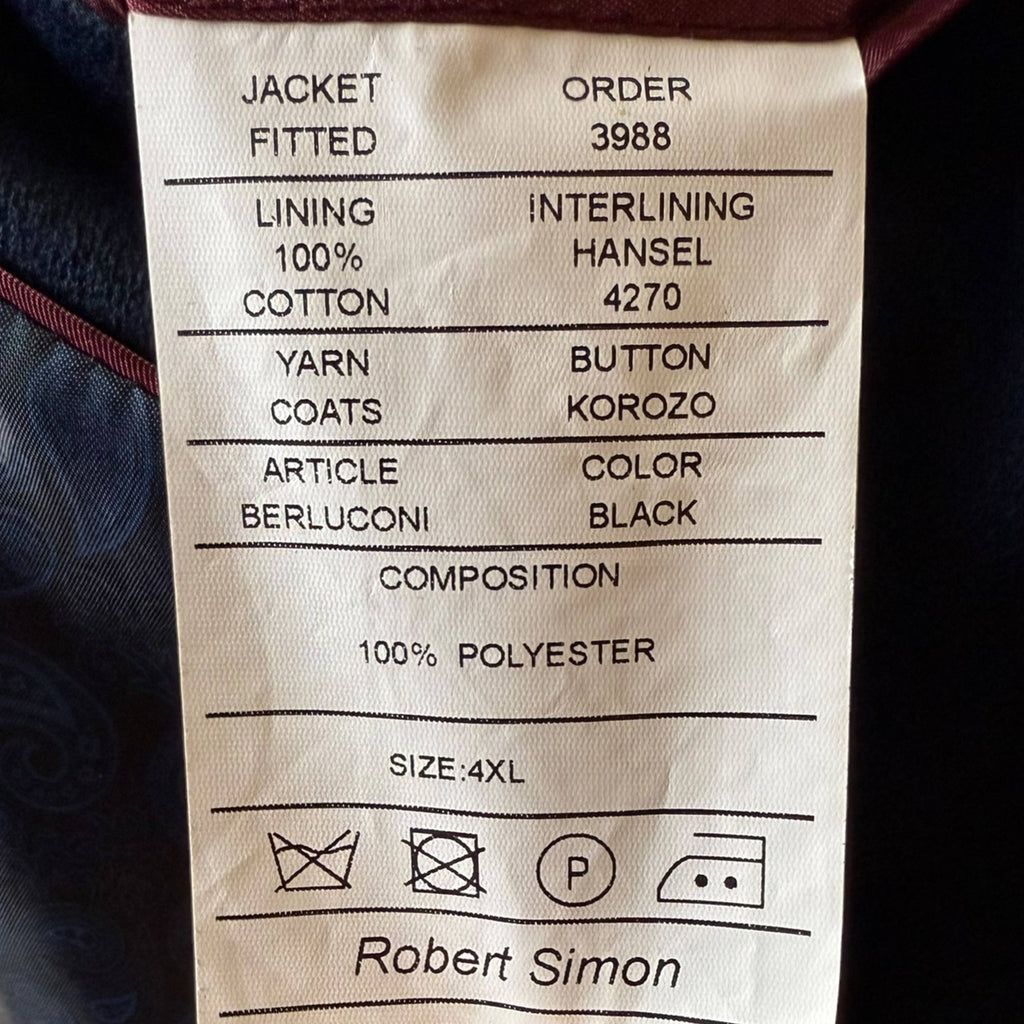 JACKET ORDER
FITTED 3988
LINING INTERLINING
100% HANSEL
COTTON 4270
YARN BUTTON
COATS KOROZO
ARTICLE COLOR
BERLUCONI BLACK
COMPOSITION
100% POLYESTER
SIZE:4XL
P
Robert Simon